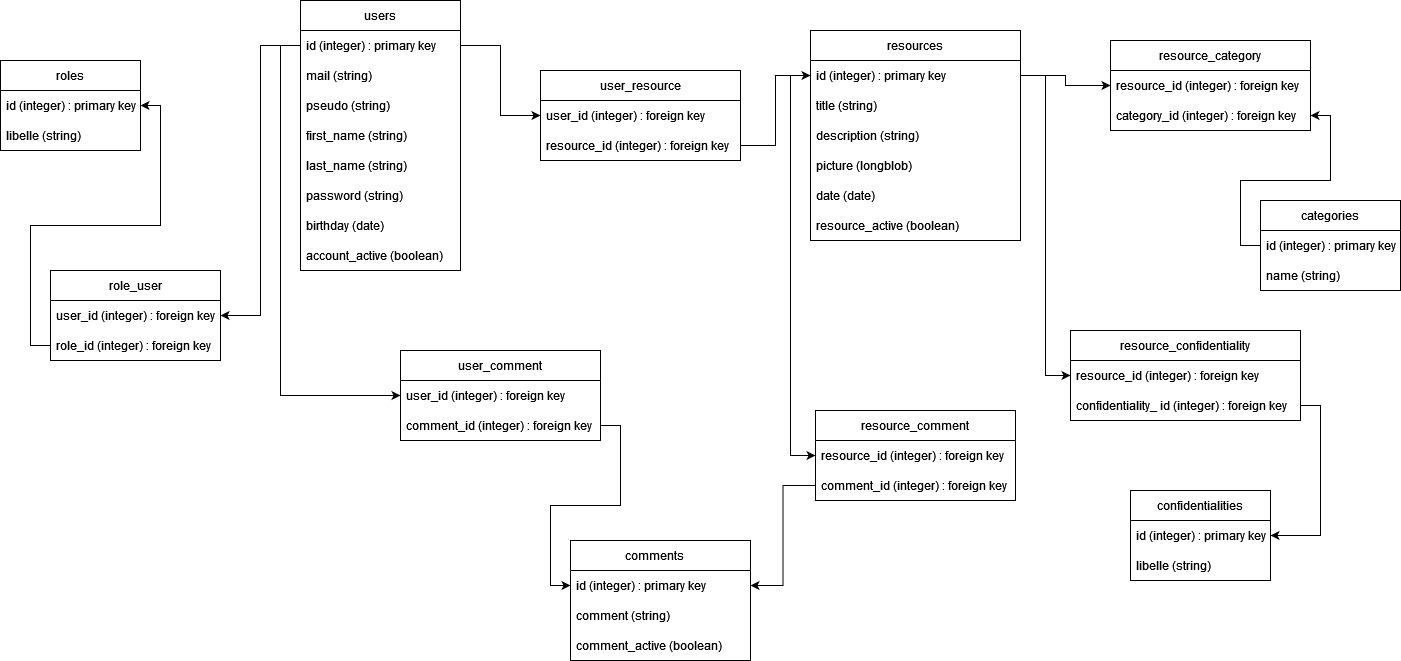 users
id (integer) : primary key
mail (string)
pseudo (string)
first_name (string)
last_name (string)
password (string)
birthday (date)
account_active (boolean)
roles
id (integer) : primary key
libelle (string)
role_user
user_id (integer) : foreign key
role_id (integer) : foreign key
user_resource
user_id (integer) : foreign key
resource_id (integer) : foreign key
resources
id (integer) : primary key
title (string)
description (string)
picture (longblob)
date (date)
resource_active (boolean)
resource_category
resource_id (integer) : foreign key
category_id (integer) : foreign key
categories
id (integer) : primary key
name (string)
user_comment
user_id (integer) : foreign key
comment_id (integer) : foreign key
resource_comment
resource_id (integer) : foreign key
comment_id (integer) : foreign key
resource_confidentiality
resource_id (integer) : foreign key
confidentiality_ id (integer) : foreign key
confidentialities
id (integer) : primary key
libelle (string)
comments
id (integer) : primary key
comment (string)
comment_active (boolean)